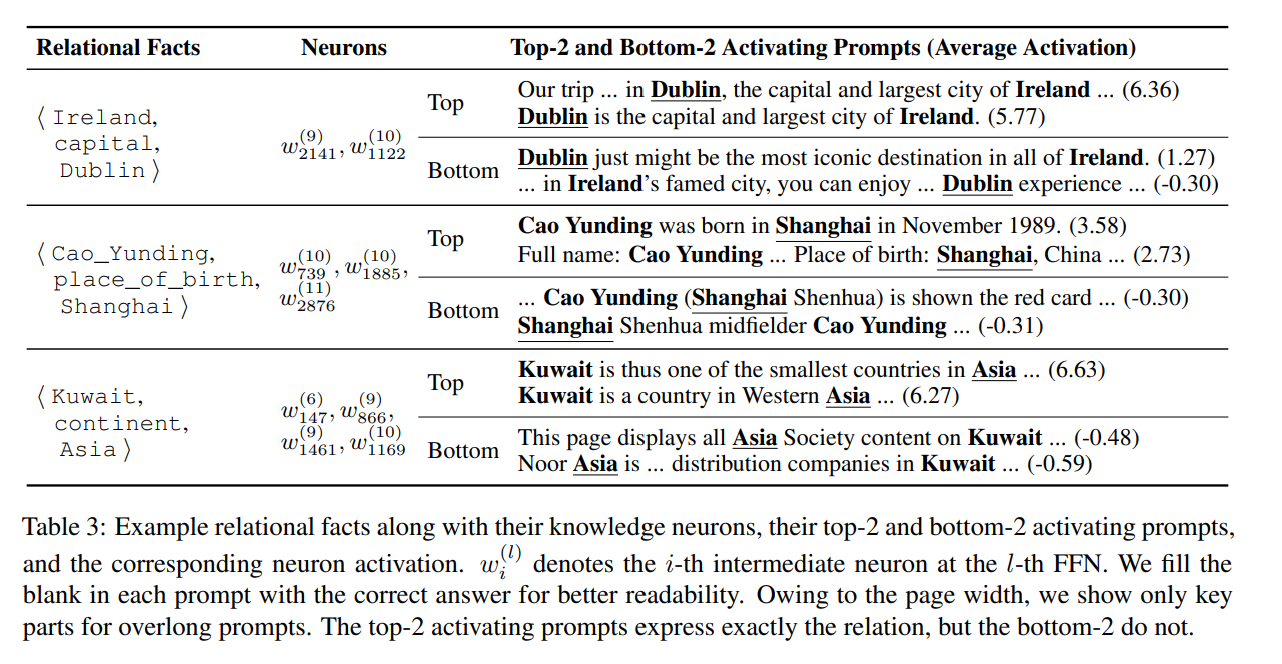 Relational Facts Neurons Top-2 and Bottom-2 Activating Prompts (Average Activation)
⟨ Ireland,
capital,
Dublin ⟩
w_{2141}^{(9)}, w_{1122}^{(10)}
Top
Our trip ... in Dublin, the capital and largest city of Ireland ... (6.36)
Dublin is the capital and largest city of Ireland. (5.77)
Bottom
Dublin just might be the most iconic destination in all of Ireland. (1.27)
... in Ireland's famed city, you can enjoy ... Dublin experience ... (-0.30)
⟨ Cao_Yunding,
place_of_birth,
Shanghai ⟩
w_{739}^{(10)}, w_{1885}^{(10)},
w_{2876}^{(11)}
Top
Cao Yunding was born in Shanghai in November 1989. (3.58)
Full name: Cao Yunding ... Place of birth: Shanghai, China ... (2.73)
Bottom
... Cao Yunding (Shanghai Shenhua) is shown the red card ... (-0.30)
Shanghai Shenhua midfielder Cao Yunding ... (-0.31)
⟨ Kuwait,
continent,
Asia ⟩
w_{147}^{(6)}, w_{866}^{(9)},
w_{1461}^{(9)}, w_{1169}^{(10)}
Top
Kuwait is thus one of the smallest countries in Asia ... (6.63)
Kuwait is a country in Western Asia ... (6.27)
Bottom
This page displays all Asia Society content on Kuwait ... (-0.48)
Noor Asia is ... distribution companies in Kuwait ... (-0.59)
Table 3: Example relational facts along with their knowledge neurons, their top-2 and bottom-2 activating prompts,
and the corresponding neuron activation. w_i^{(l)} denotes the i-th intermediate neuron at the l-th FFN. We fill the
blank in each prompt with the correct answer for better readability. Owing to the page width, we show only key
parts for overlong prompts. The top-2 activating prompts express exactly the relation, but the bottom-2 do not.